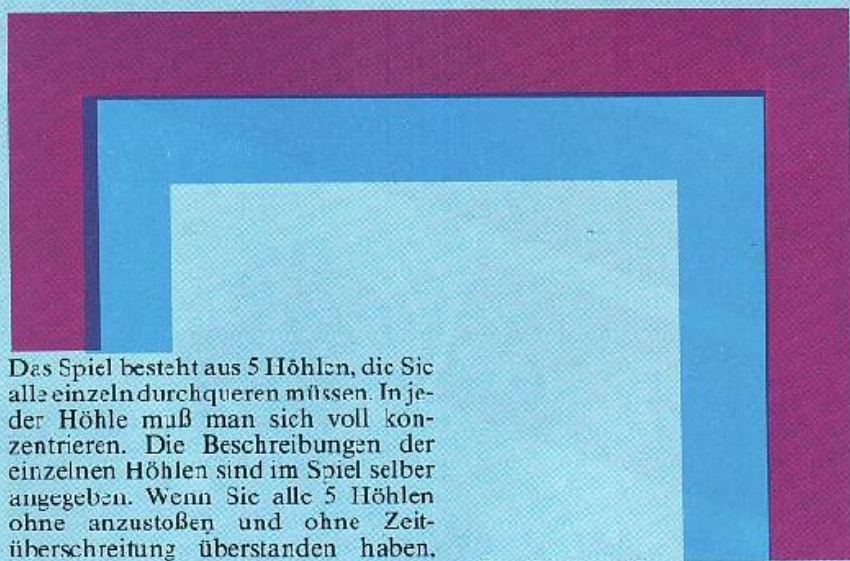 Das Spiel besteht aus 5 Höhlen, die Sie
alle einzeln durchqueren müssen. In je-
der Höhle muß man sich voll kon-
zentrieren. Die Beschreibungen der
einzelnen Höhlen sind im Spiel selber
angegeben. Wenn Sie alle 5 Höhlen
ohne anzustoßen und ohne Zeit-
überschreitung überstanden haben,